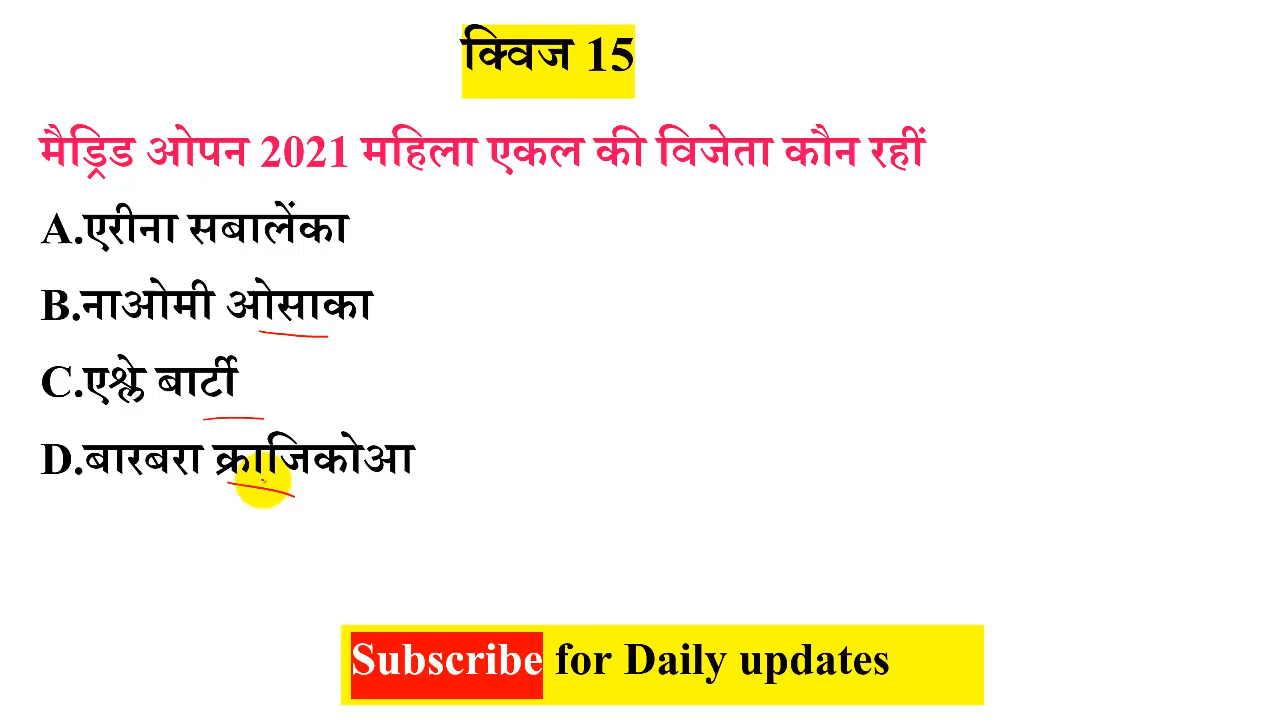 क्विज 15
मैड्रिड ओपन 2021 महिला एकल की विजेता कौन रहीं
A.एरीना सबालेंका
B.नाओमी ओसाका
C.एश्ले बार्टी
D.बारबरा क्राजिकोआ
Subscribe for Daily updates